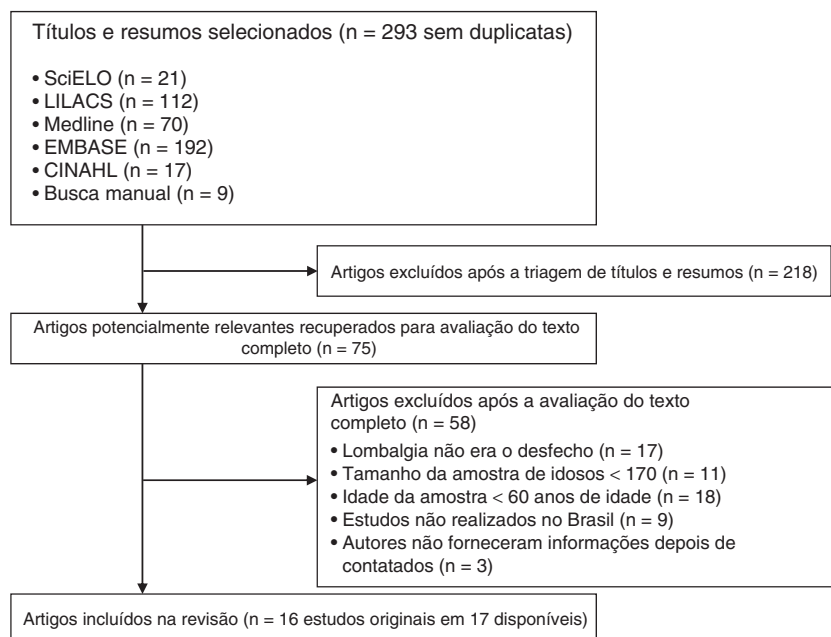 Títulos e resumos selecionados (n = 293 sem duplicatas)
• SciELO (n = 21)
• LILACS (n = 112)
• Medline (n = 70)
• EMBASE (n = 192)
• CINAHL (n = 17)
• Busca manual (n = 9)
Artigos excluídos após a triagem de títulos e resumos (n = 218)
Artigos potencialmente relevantes recuperados para avaliação do texto
completo (n = 75)
Artigos excluídos após a avaliação do texto
completo (n = 58)
• Lombalgia não era o desfecho (n = 17)
• Tamanho da amostra de idosos < 170 (n = 11)
• Idade da amostra < 60 anos de idade (n = 18)
• Estudos não realizados no Brasil (n = 9)
• Autores não forneceram informações depois de
contatados (n = 3)
Artigos incluídos na revisão (n = 16 estudos originais em 17 disponíveis)